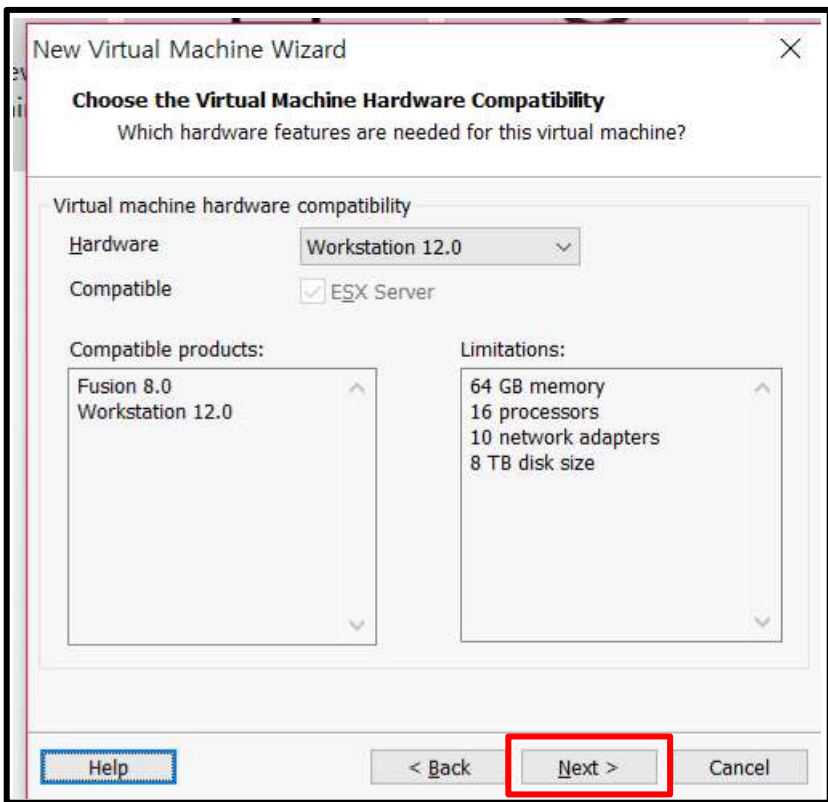 New Virtual Machine Wizard
Choose the Virtual Machine Hardware Compatibility
Which hardware features are needed for this virtual machine?
Virtual machine hardware compatibility
Hardware Workstation 12.0
Compatible ESX Server
Compatible products: Limitations:
Fusion 8.0 64 GB memory
Workstation 12.0 16 processors
10 network adapters
8 TB disk size
Help < Back Next > Cancel